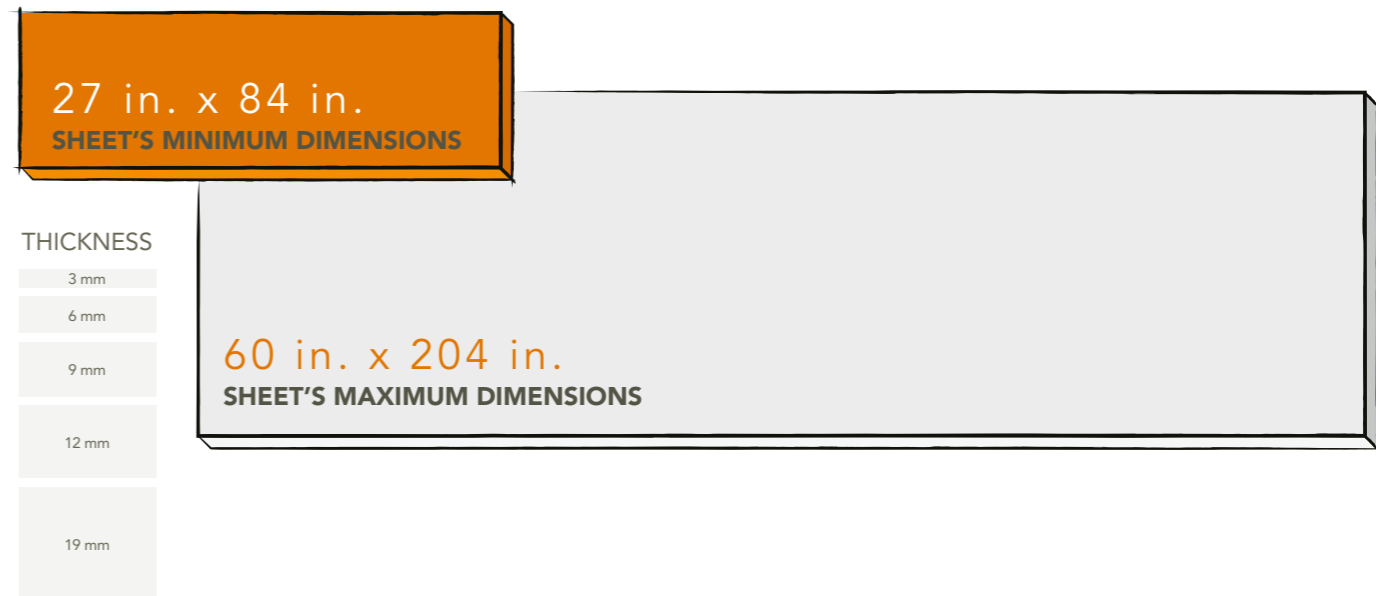 27 in. x 84 in.
SHEET’S MINIMUM DIMENSIONS
THICKNESS
3 mm
6 mm
9 mm
12 mm
19 mm
60 in. x 204 in.
SHEET’S MAXIMUM DIMENSIONS